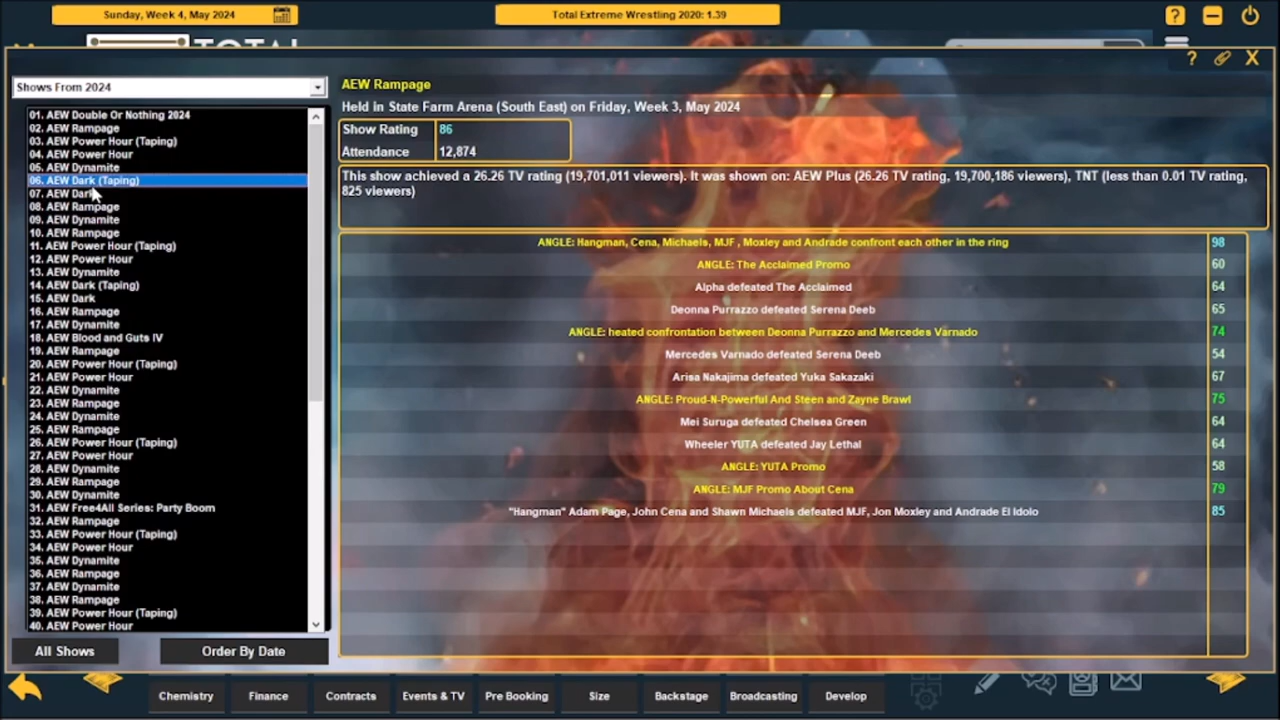 Sunday, Week 4, May 2024
Total Extreme Wrestling 2020: 1.39
?
TOTAL
? X
Shows From 2024
01. AEW Double Or Nothing 2024
02. AEW Rampage
03. AEW Power Hour (Taping)
04. AEW Power Hour
05. AEW Dynamite
06. AEW Dark (Taping)
07. AEW Dark
08. AEW Rampage
09. AEW Dynamite
10. AEW Rampage
11. AEW Power Hour (Taping)
12. AEW Power Hour
13. AEW Dynamite
14. AEW Dark (Taping)
15. AEW Dark
16. AEW Rampage
17. AEW Dynamite
18. AEW Blood and Guts IV
19. AEW Rampage
20. AEW Power Hour (Taping)
21. AEW Power Hour
22. AEW Dynamite
23. AEW Rampage
24. AEW Dynamite
25. AEW Rampage
26. AEW Power Hour (Taping)
27. AEW Power Hour
28. AEW Dynamite
29. AEW Rampage
30. AEW Dynamite
31. AEW Free4All Series: Party Boom
32. AEW Rampage
33. AEW Power Hour (Taping)
34. AEW Power Hour
35. AEW Dynamite
36. AEW Rampage
37. AEW Dynamite
38. AEW Rampage
39. AEW Power Hour (Taping)
40. AEW Power Hour
All Shows
Order By Date
AEW Rampage
Held in State Farm Arena (South East) on Friday, Week 3, May 2024
Show Rating 86
Attendance 12,874
This show achieved a 26.26 TV rating (19,701,011 viewers). It was shown on: AEW Plus (26.26 TV rating, 19,700,186 viewers), TNT (less than 0.01 TV rating,
825 viewers)
ANGLE: Hangman, Cena, Michaels, MJF , Moxley and Andrade confront each other in the ring 98
ANGLE: The Acclaimed Promo 60
Alpha defeated The Acclaimed 64
Deonna Purrazzo defeated Serena Deeb 65
ANGLE: heated confrontation between Deonna Purrazzo and Mercedes Varnado 74
Mercedes Varnado defeated Serena Deeb 54
Arisa Nakajima defeated Yuka Sakazaki 67
ANGLE: Proud-N-Powerful And Steen and Zayne Brawl 75
Mei Suruga defeated Chelsea Green 64
Wheeler YUTA defeated Jay Lethal 64
ANGLE: YUTA Promo 58
ANGLE: MJF Promo About Cena 79
"Hangman" Adam Page, John Cena and Shawn Michaels defeated MJF, Jon Moxley and Andrade El Idolo 85
Chemistry
Finance
Contracts
Events & TV
Pre Booking
Size
Backstage
Broadcasting
Develop